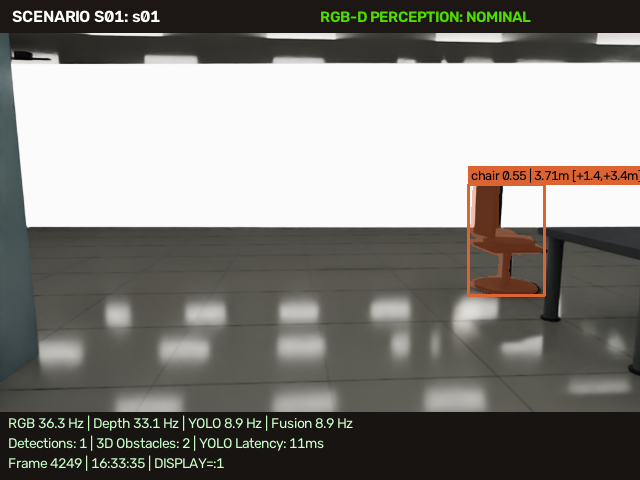 SCENARIO S01: s01
RGB-D PERCEPTION: NOMINAL
chair 0.55 | 3.71m [+1.4,+3.4m]
RGB 36.3 Hz | Depth 33.1 Hz | YOLO 8.9 Hz | Fusion 8.9 Hz
Detections: 1 | 3D Obstacles: 2 | YOLO Latency: 11ms
Frame 4249 | 16:33:35 | DISPLAY=:1